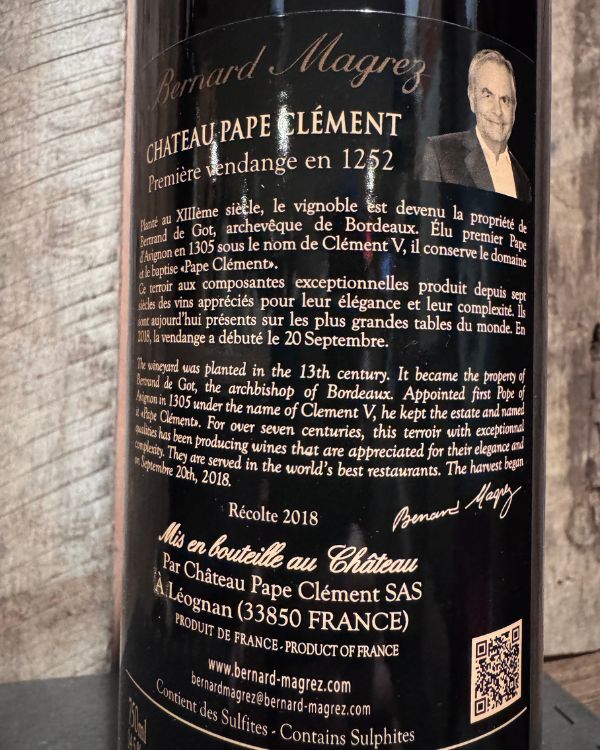 Bernard Magrez
CHATEAU PAPE CLÉMENT
Première vendange en 1252
Planté au XIIIème siècle, le vignoble est devenu la propriété de
Bertrand de Got, archevêque de Bordeaux. Élu premier Pape
d'Avignon en 1305 sous le nom de Clément V, il conserve le domaine
et le baptise «Pape Clément».
Ce terroir aux composantes exceptionnelles produit depuis sept
siècles des vins appréciés pour leur élégance et leur complexité. Ils
sont aujourd'hui présents sur les plus grandes tables du monde. En
2018, la vendange a débuté le 20 Septembre.
The wineyard was planted in the 13th century. It became the property of
Bertrand de Got, the archbishop of Bordeaux. Appointed first Pope of
Avignon in 1305 under the name of Clement V, he kept the estate and named
it «Pape Clément». For over seven centuries, this terroir with exceptionnal
qualities has been producing wines that are appreciated for their elegance and
complexity. They are served in the world's best restaurants. The harvest began
on Septembre 20th, 2018.
Récolte 2018
Bernard Magrez
Mis en bouteille au Château
Par Château Pape Clément SAS
À Léognan (33850 FRANCE)
PRODUIT DE FRANCE - PRODUCT OF FRANCE
www.bernard-magrez.com
bernardmagrez@bernard-magrez.com
Contient des Sulfites - Contains Sulphites
750ml